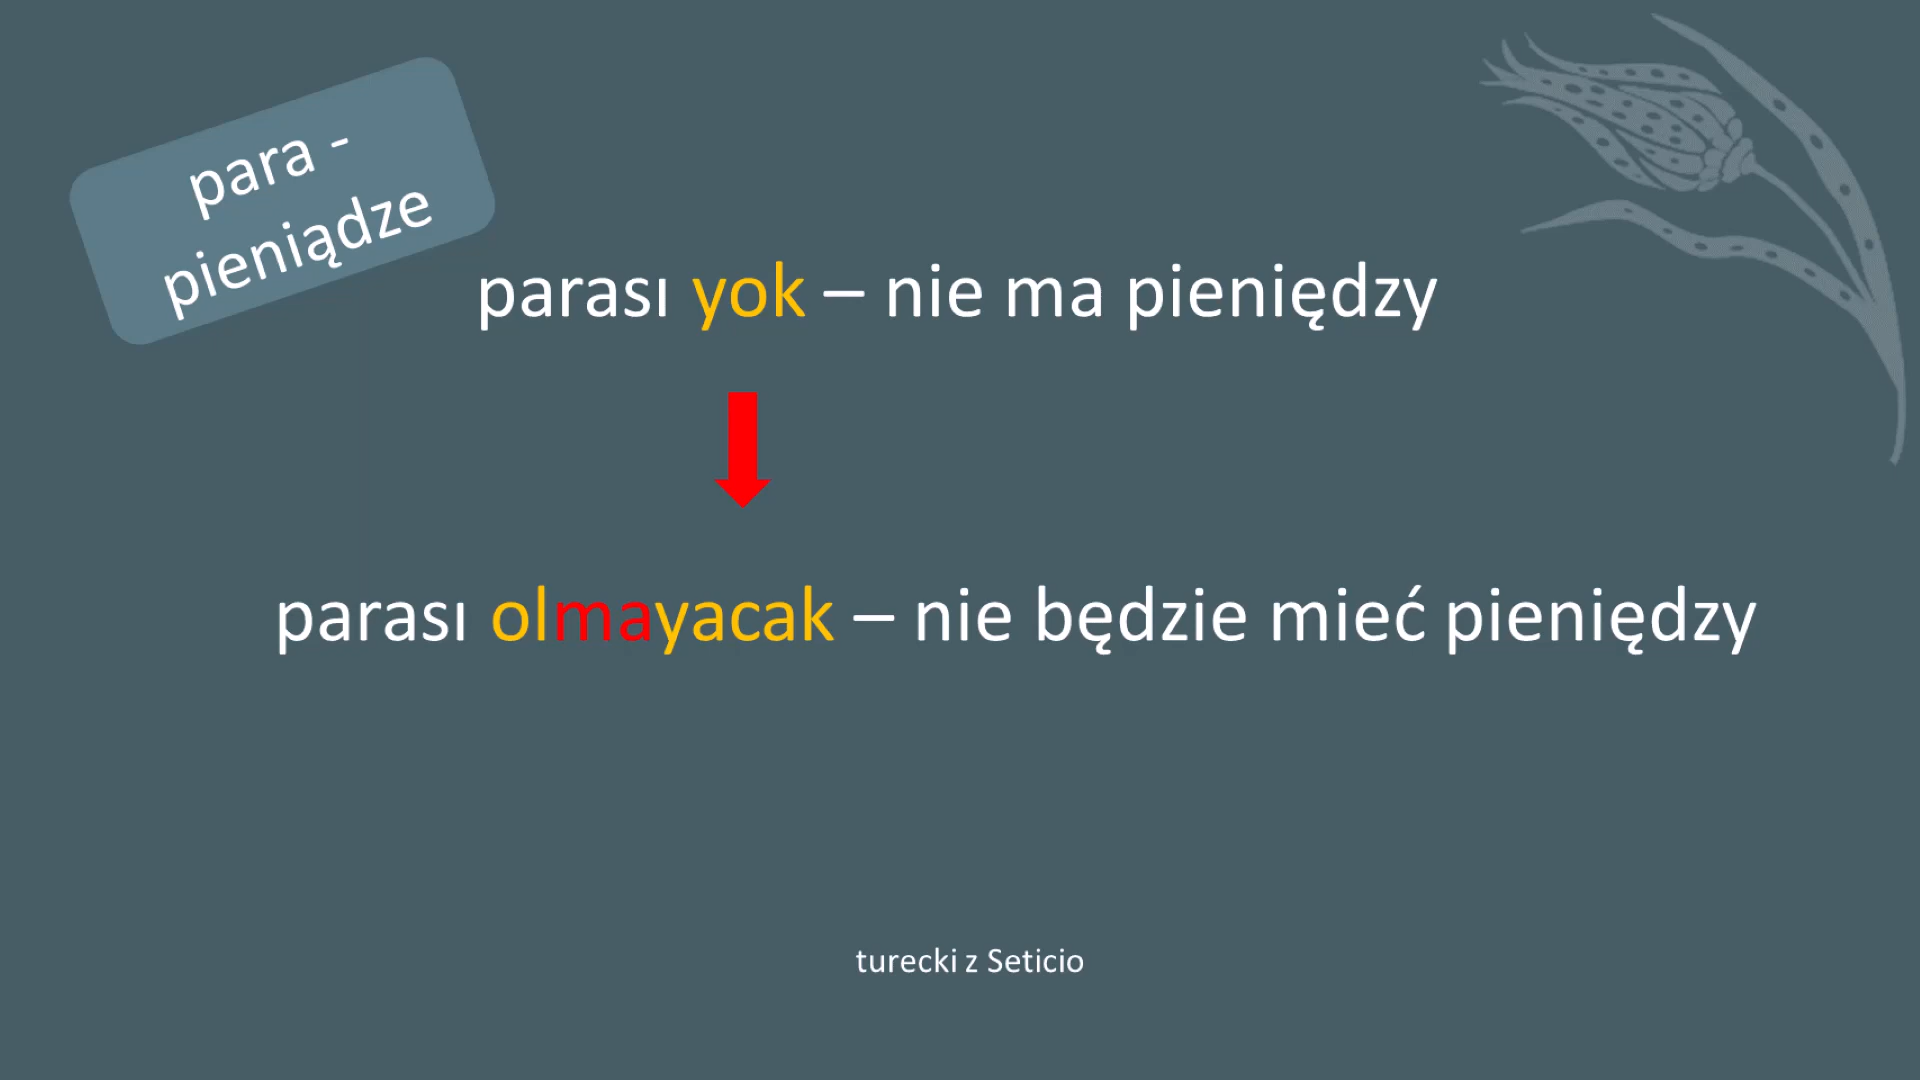 para -
pieniądze
parası yok – nie ma pieniędzy
parası olmayacak – nie będzie mieć pieniędzy
turecki z Seticio